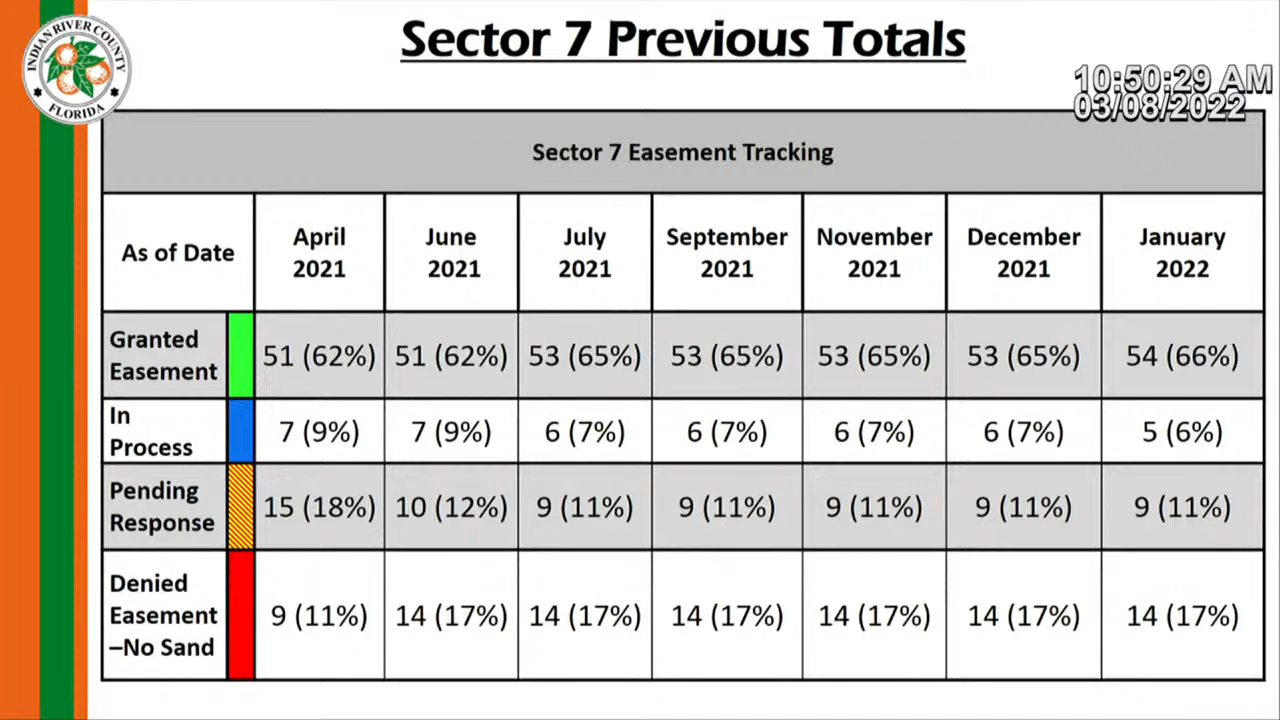 Sector 7 Previous Totals
INDIAN RIVER COUNTY
FLORIDA
10:50:29 AM
03/08/2022
Sector 7 Easement Tracking
As of Date
April 2021
June 2021
July 2021
September 2021
November 2021
December 2021
January 2022
Granted Easement
51 (62%)
51 (62%)
53 (65%)
53 (65%)
53 (65%)
53 (65%)
54 (66%)
In Process
7 (9%)
7 (9%)
6 (7%)
6 (7%)
6 (7%)
6 (7%)
5 (6%)
Pending Response
15 (18%)
10 (12%)
9 (11%)
9 (11%)
9 (11%)
9 (11%)
9 (11%)
Denied Easement –No Sand
9 (11%)
14 (17%)
14 (17%)
14 (17%)
14 (17%)
14 (17%)
14 (17%)